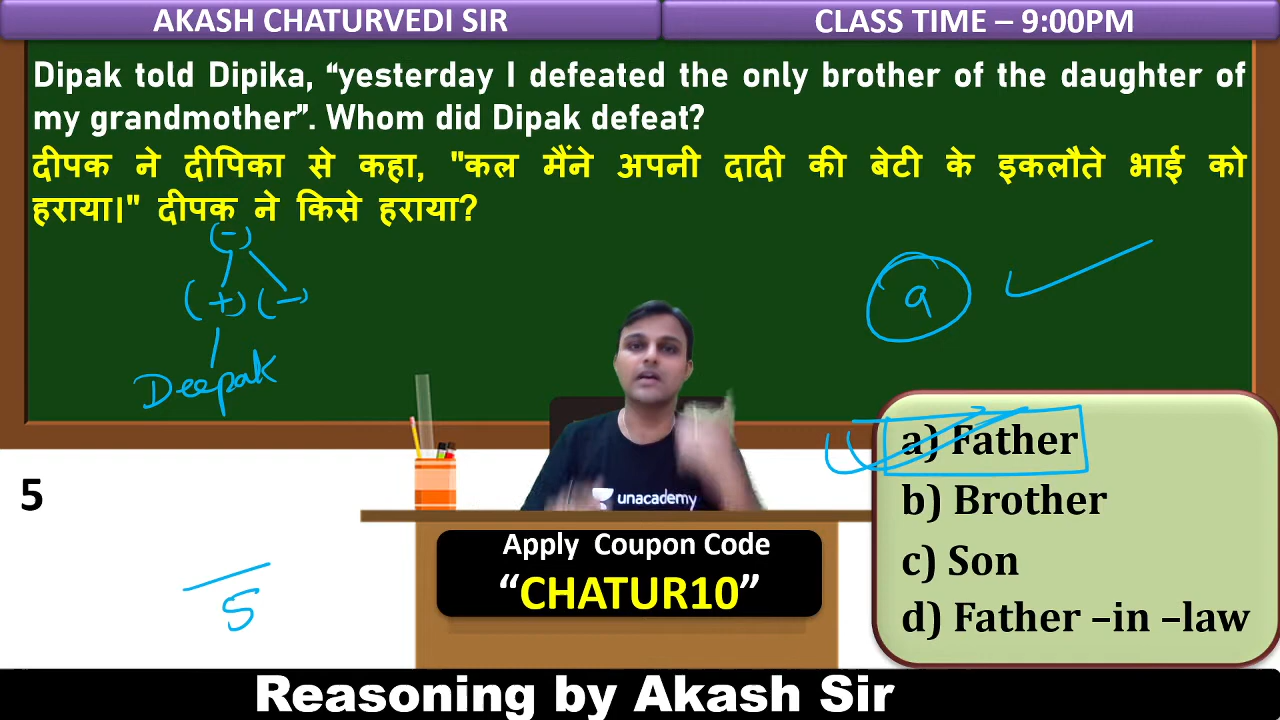 AKASH CHATURVEDI SIR
CLASS TIME – 9:00PM
Dipak told Dipika, “yesterday I defeated the only brother of the daughter of
my grandmother”. Whom did Dipak defeat?
दीपक ने दीपिका से कहा, "कल मैंने अपनी दादी की बेटी के इकलौते भाई को
हराया।" दीपक ने किसे हराया?
(-)
(+) (-)
Deepak
a
a) Father
b) Brother
c) Son
d) Father –in –law
5
5
unacademy
Apply Coupon Code
“CHATUR10”
Reasoning by Akash Sir